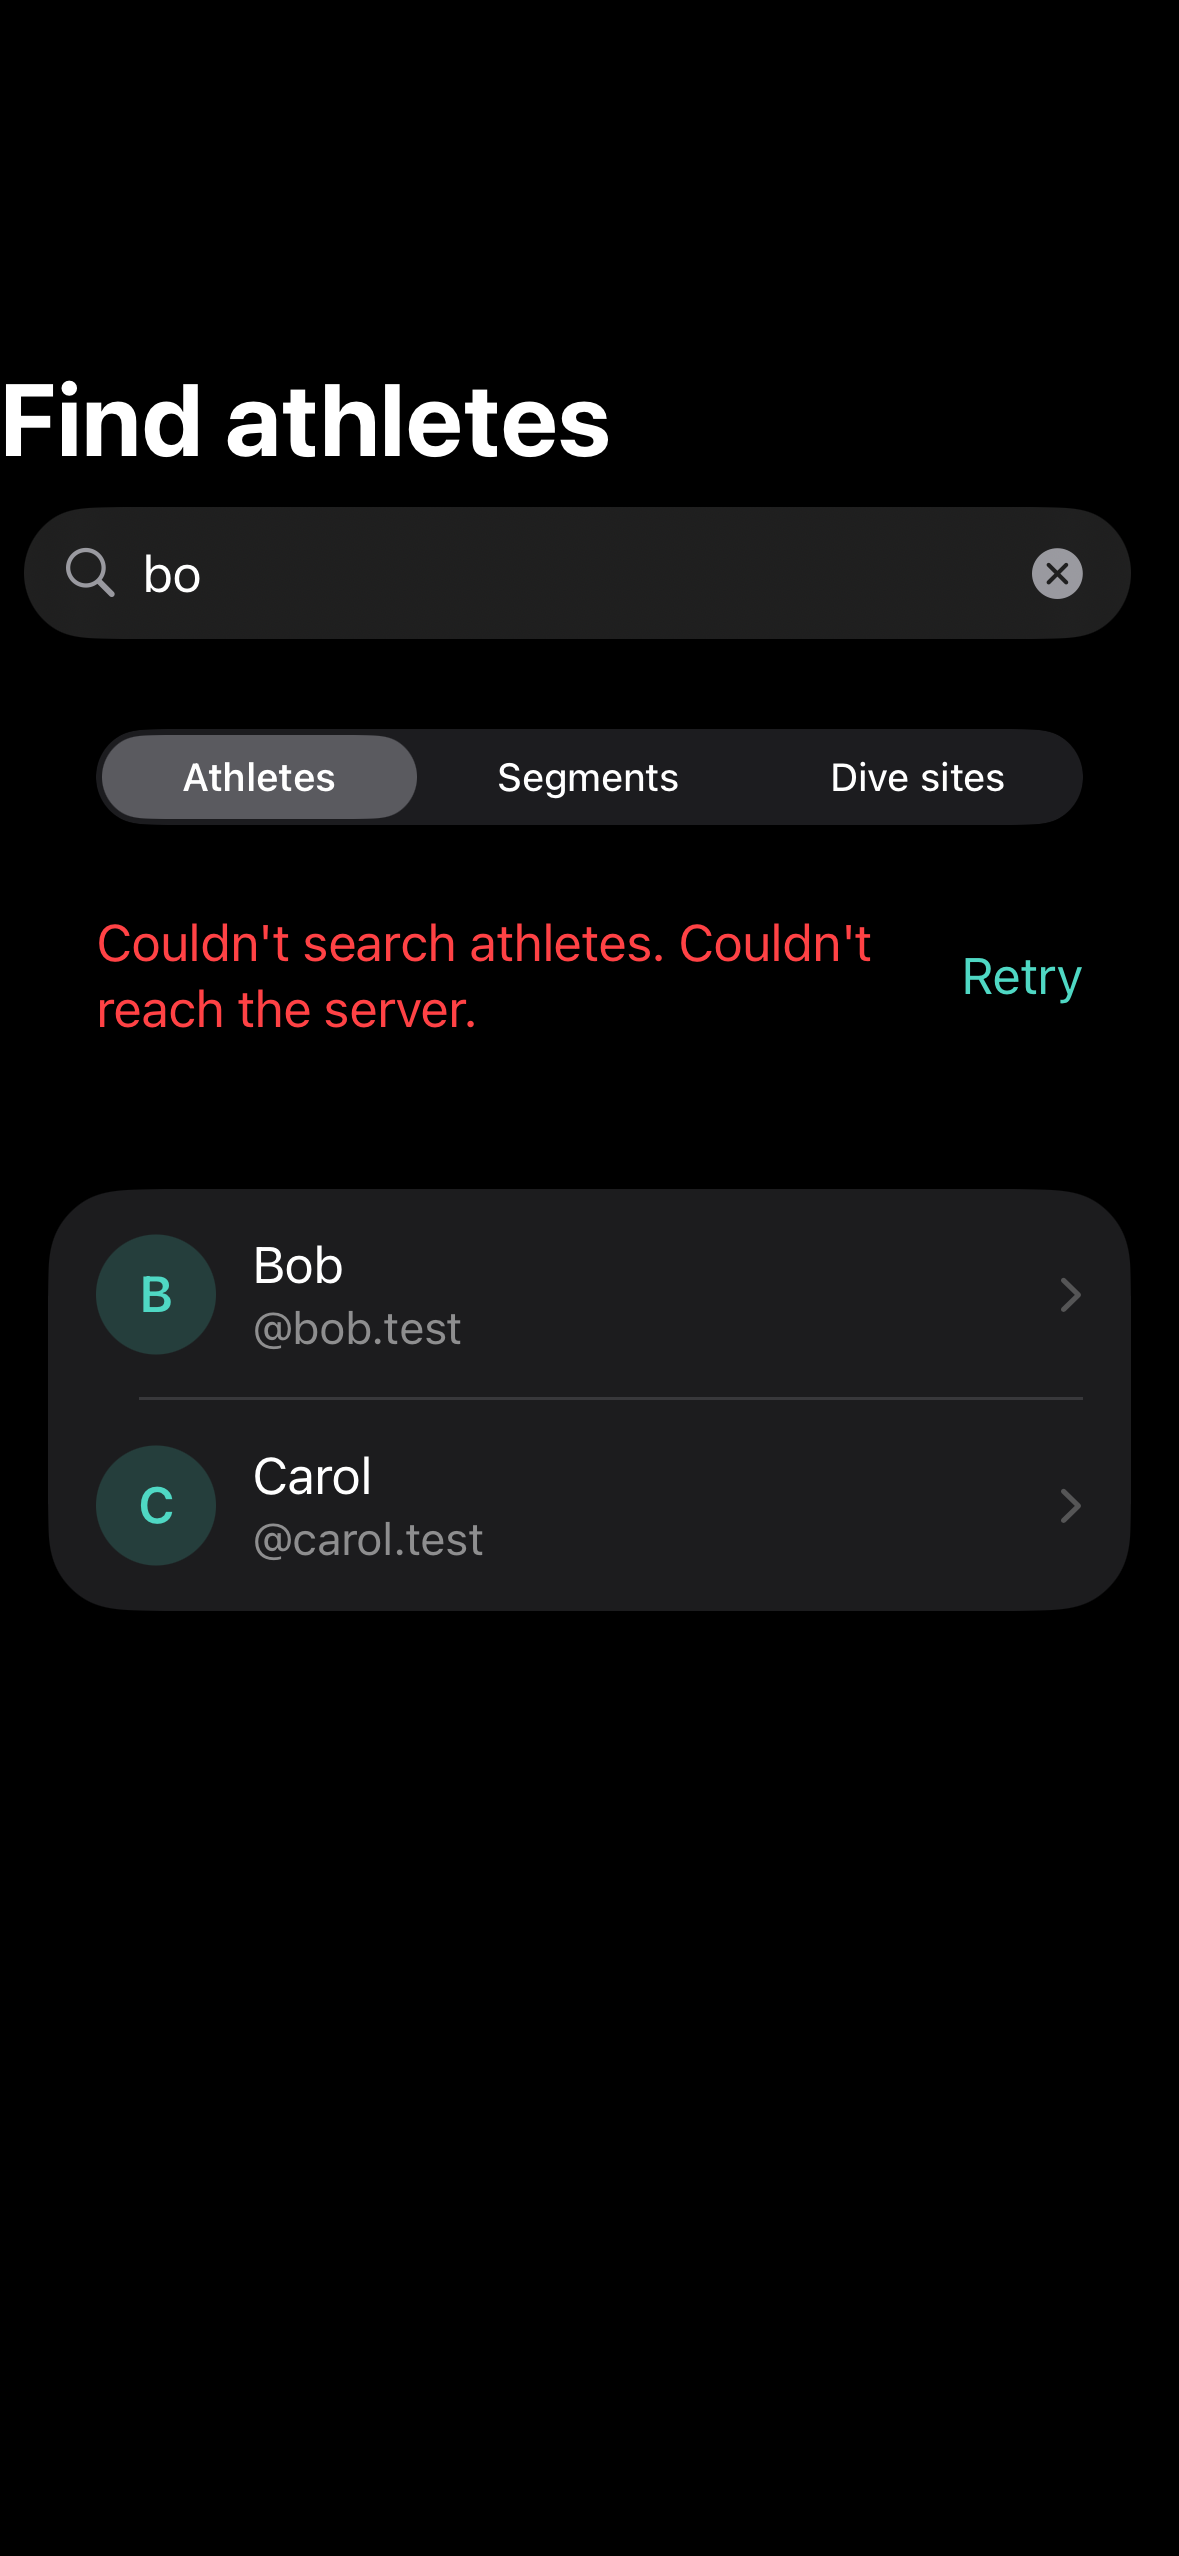 Find athletes
bo
Athletes Segments Dive sites
Couldn't search athletes. Couldn't
reach the server.
Retry
B
Bob
@bob.test
C
Carol
@carol.test